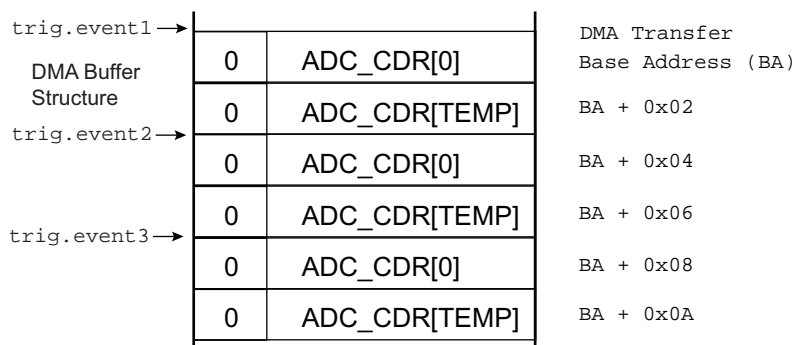 trig.event1
DMA Transfer
0 ADC_CDR[0] Base Address (BA)
DMA Buffer
Structure
0 ADC_CDR[TEMP] BA + 0x02
trig.event2
0 ADC_CDR[0] BA + 0x04
0 ADC_CDR[TEMP] BA + 0x06
trig.event3
0 ADC_CDR[0] BA + 0x08
0 ADC_CDR[TEMP] BA + 0x0A